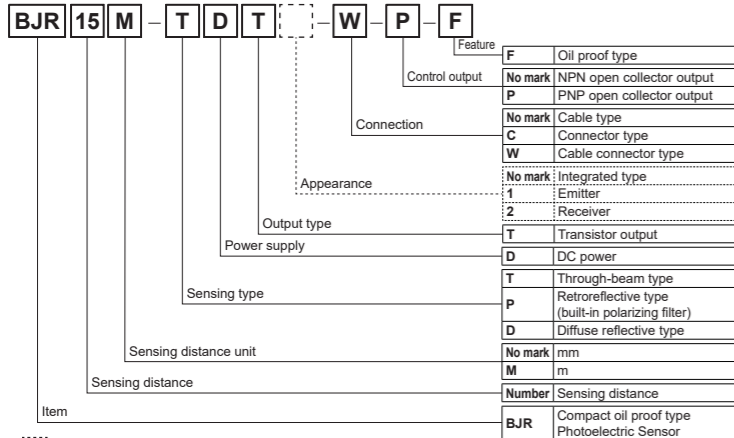 BJR 15 M - T D T - W - P - F
Feature
F Oil proof type
Control output
No mark NPN open collector output
P PNP open collector output
Connection
No mark Cable type
C Connector type
W Cable connector type
Appearance
No mark Integrated type
1 Emitter
2 Receiver
Output type
T Transistor output
Power supply
D DC power
Sensing type
T Through-beam type
P Retroreflective type
(built-in polarizing filter)
D Diffuse reflective type
Sensing distance unit
No mark mm
M m
Sensing distance
Number Sensing distance
Item
BJR Compact oil proof type
Photoelectric Sensor